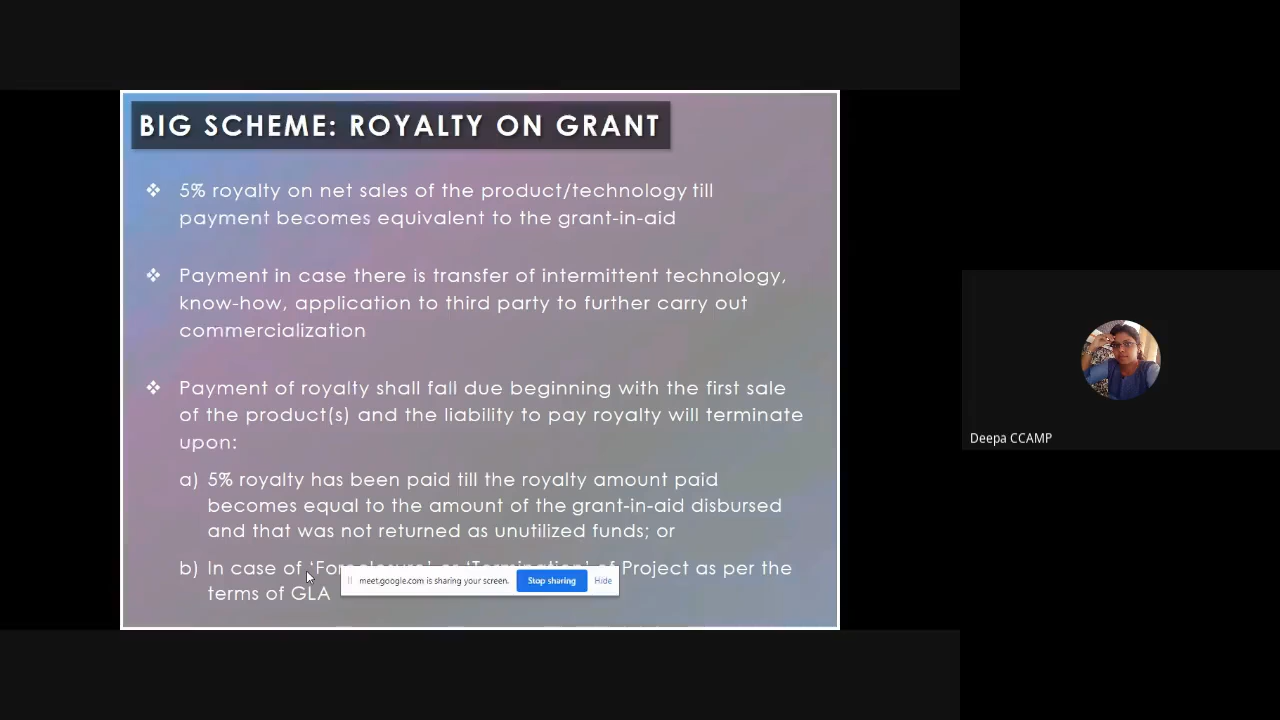 BIG SCHEME: ROYALTY ON GRANT
❖ 5% royalty on net sales of the product/technology till
payment becomes equivalent to the grant-in-aid
❖ Payment in case there is transfer of intermittent technology,
know-how, application to third party to further carry out
commercialization
❖ Payment of royalty shall fall due beginning with the first sale
of the product(s) and the liability to pay royalty will terminate
upon:
a) 5% royalty has been paid till the royalty amount paid
becomes equal to the amount of the grant-in-aid disbursed
and that was not returned as unutilized funds; or
b) In case of 'Foreclosure' or 'Termination' of Project as per the
terms of GLA
meet.google.com is sharing your screen. Stop sharing Hide
Deepa CCAMP